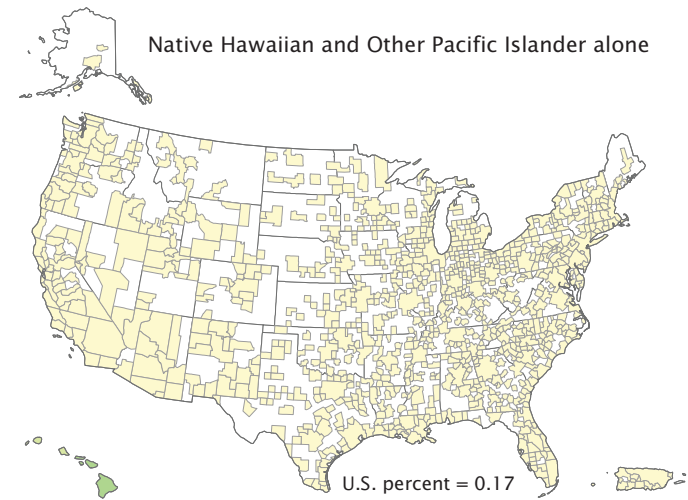 Native Hawaiian and Other Pacific Islander alone
U.S. percent = 0.17